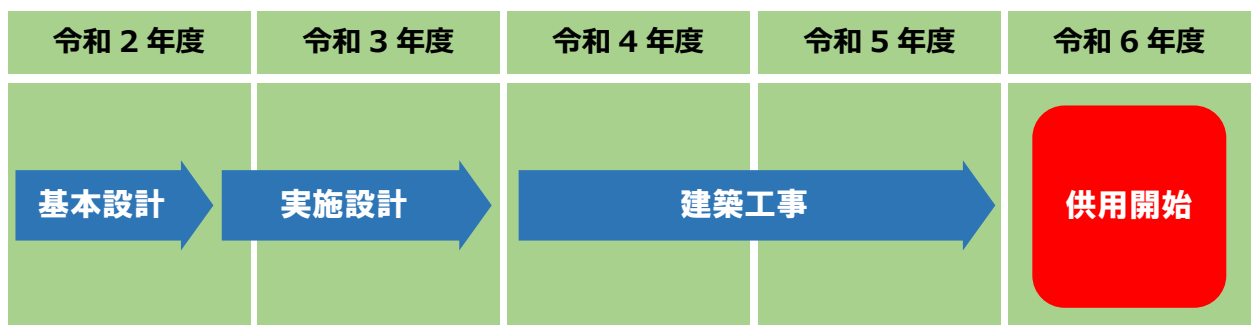 令和２年度
令和３年度
令和４年度
令和５年度
令和６年度
基本設計
実施設計
建築工事
供用開始